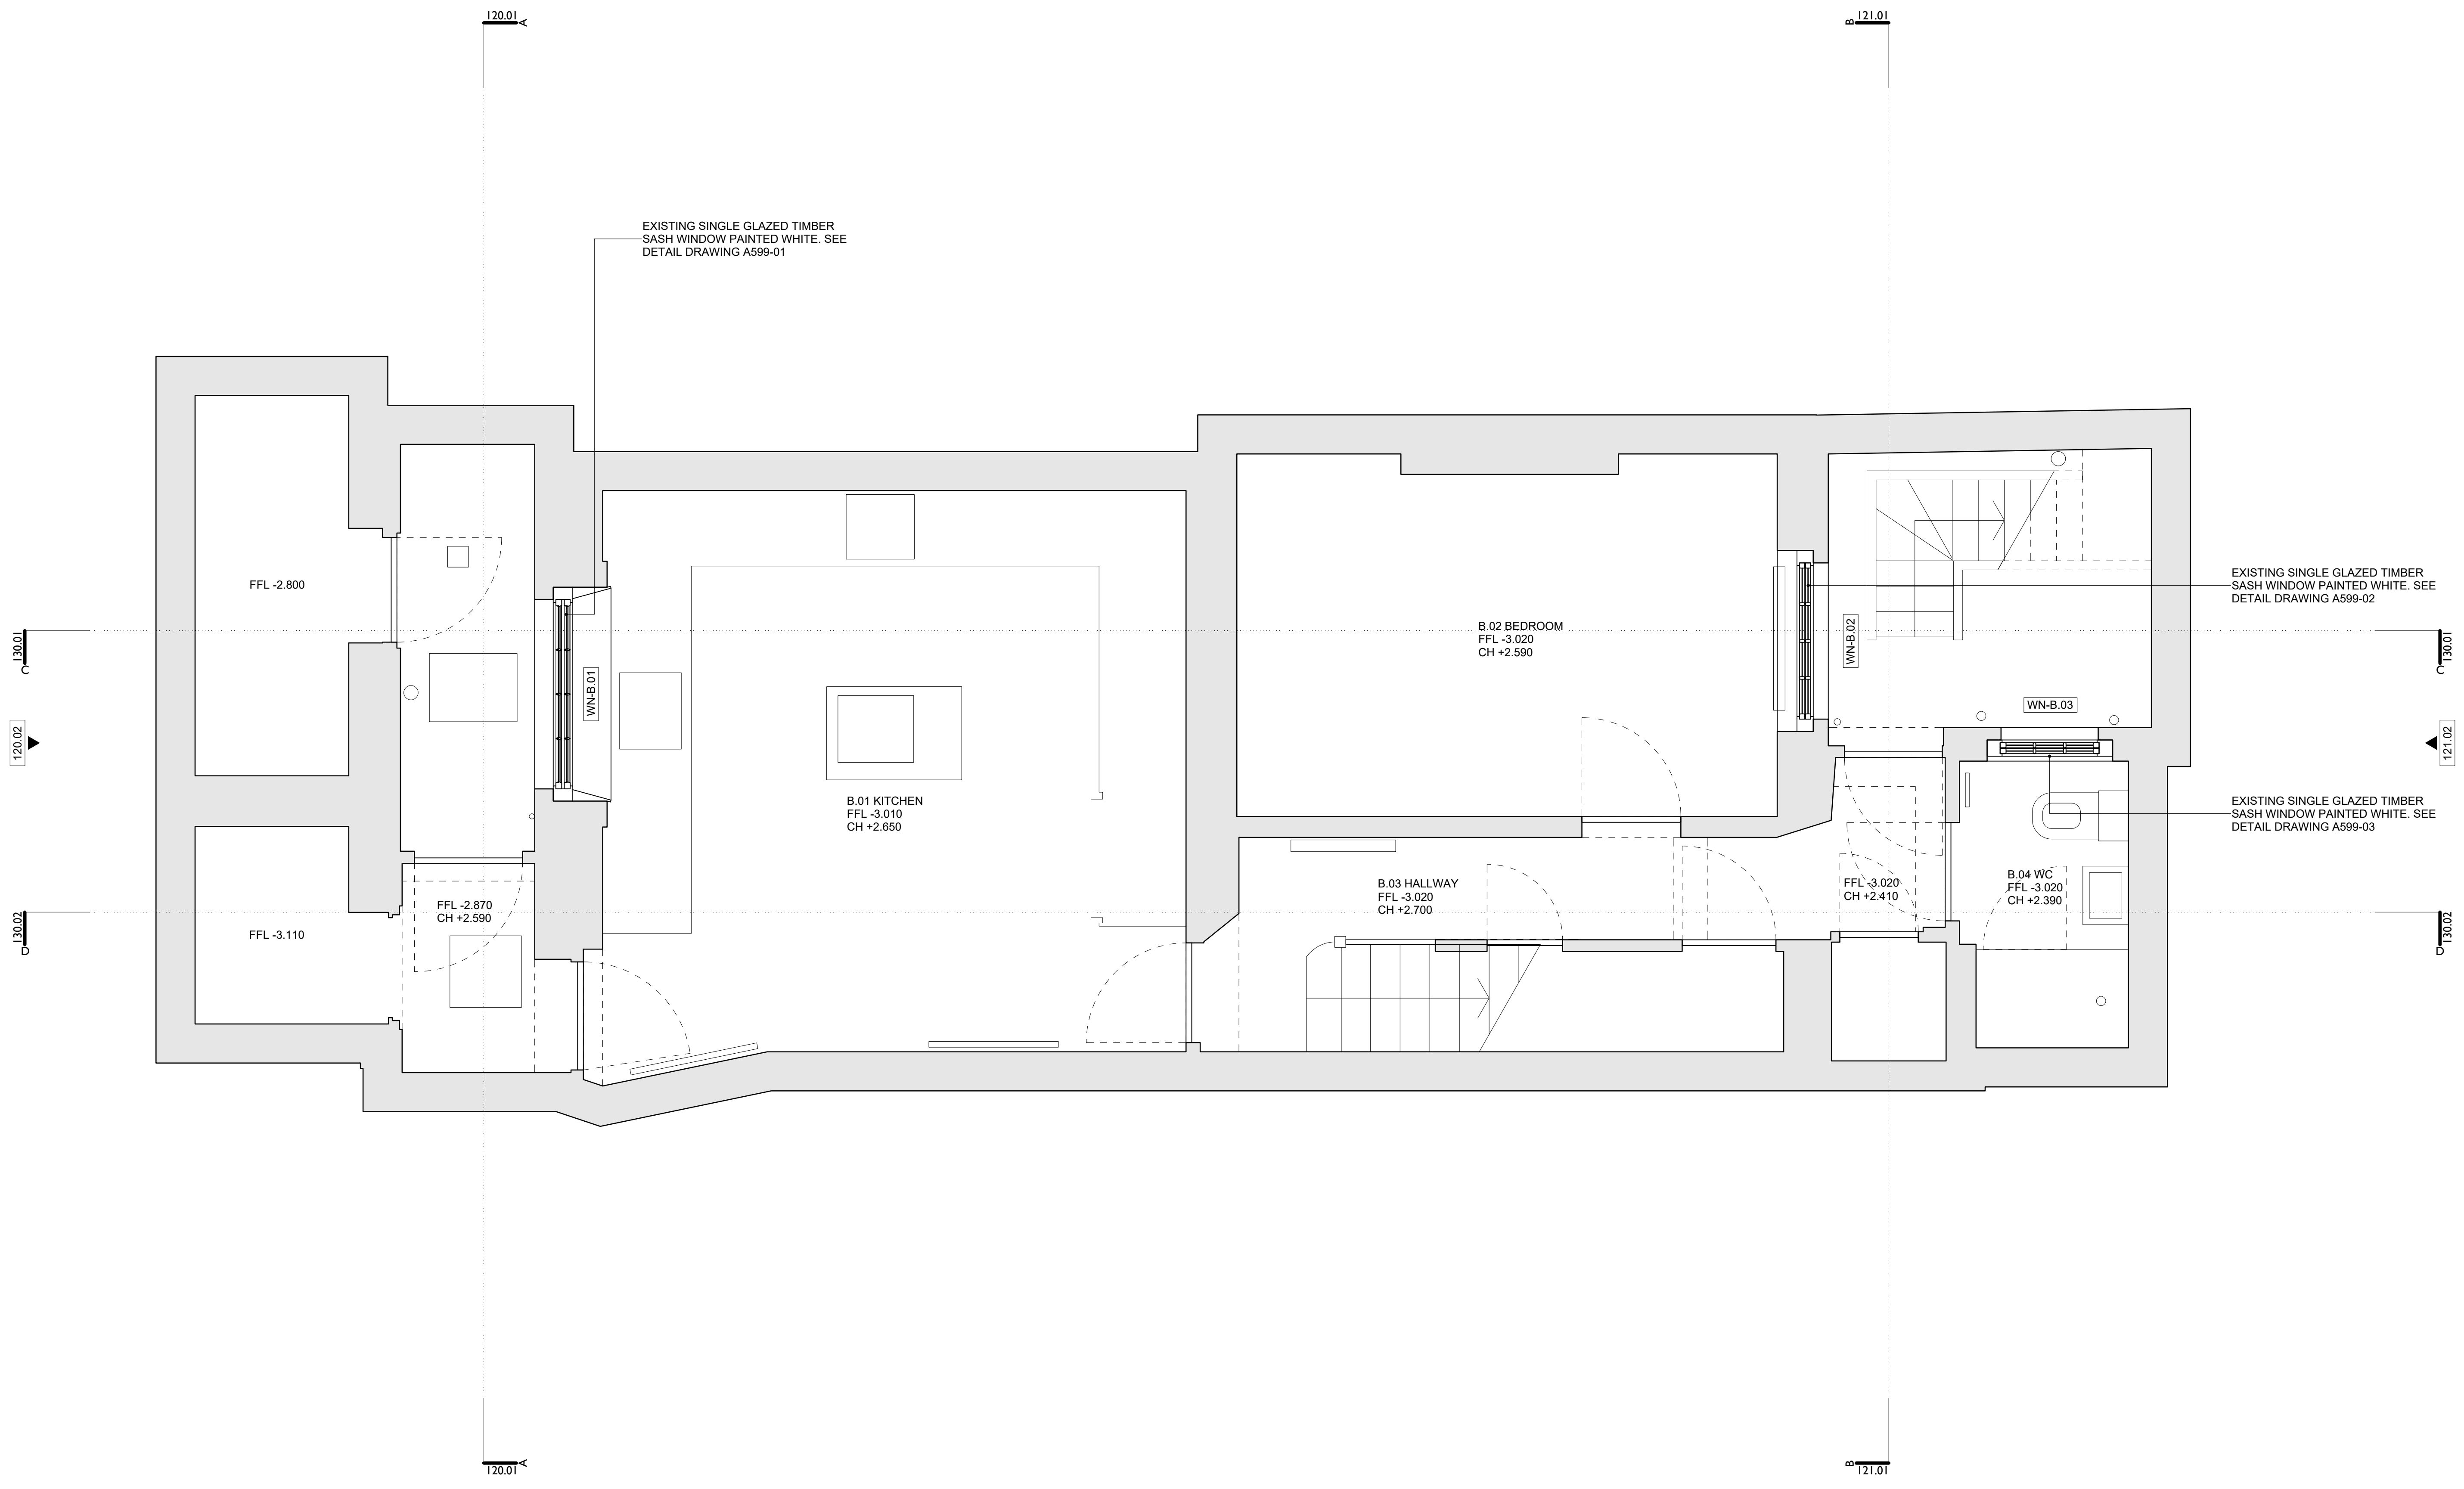 120.01
A
121.01
B
EXISTING SINGLE GLAZED TIMBER
SASH WINDOW PAINTED WHITE. SEE
DETAIL DRAWING A599-01
EXISTING SINGLE GLAZED TIMBER
SASH WINDOW PAINTED WHITE. SEE
DETAIL DRAWING A599-02
FFL -2.800
B.02 BEDROOM
FFL -3.020
CH +2.590
WN-B.02
130.01
C
130.01
C
WN-B.01
WN-B.03
120.02
121.02
B.01 KITCHEN
FFL -3.010
CH +2.650
EXISTING SINGLE GLAZED TIMBER
SASH WINDOW PAINTED WHITE. SEE
DETAIL DRAWING A599-03
FFL -2.870
CH +2.590
B.03 HALLWAY
FFL -3.020
CH +2.700
FFL -3.020
CH +2.410
B.04 WC
FFL -3.020
CH +2.390
FFL -3.110
130.02
D
130.02
D
120.01
A
121.01
B